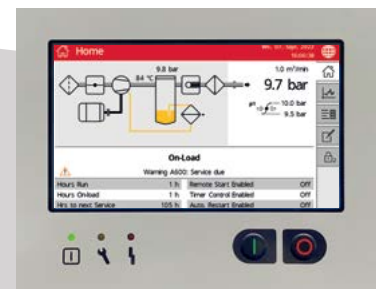 Home
9.8 bar
84 °C
1.0 m³/min
9.7 bar
10.0 bar
9.5 bar
On-Load
Warning A600: Service due
Hours Run 1 h Remote Start Enabled Off
Hours On-load 1 h Timer Control Enabled Off
Hrs to next Service 105 h Auto. Restart Enabled Off